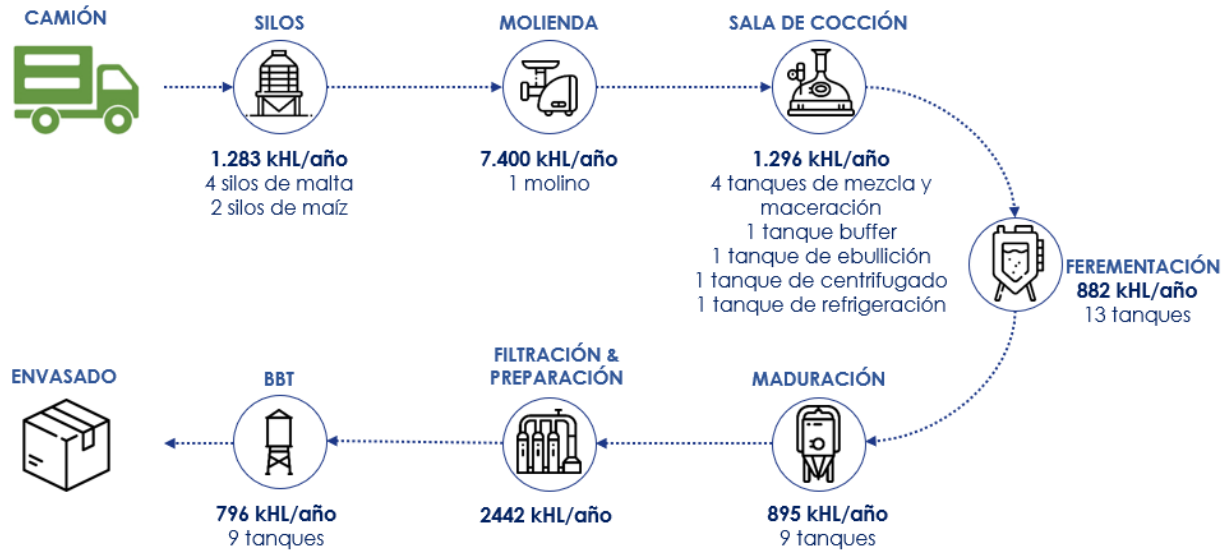 CAMIÓN
SILOS
1.283 kHL/año
4 silos de malta
2 silos de maíz
MOLIENDA
7.400 kHL/año
1 molino
SALA DE COCCIÓN
1.296 kHL/año
4 tanques de mezcla y
maceración
1 tanque buffer
1 tanque de ebullición
1 tanque de centrifugado
1 tanque de refrigeración
FEREMENTACIÓN
882 kHL/año
13 tanques
MADURACIÓN
895 kHL/año
9 tanques
FILTRACIÓN &
PREPARACIÓN
2442 kHL/año
BBT
796 kHL/año
9 tanques
ENVASADO